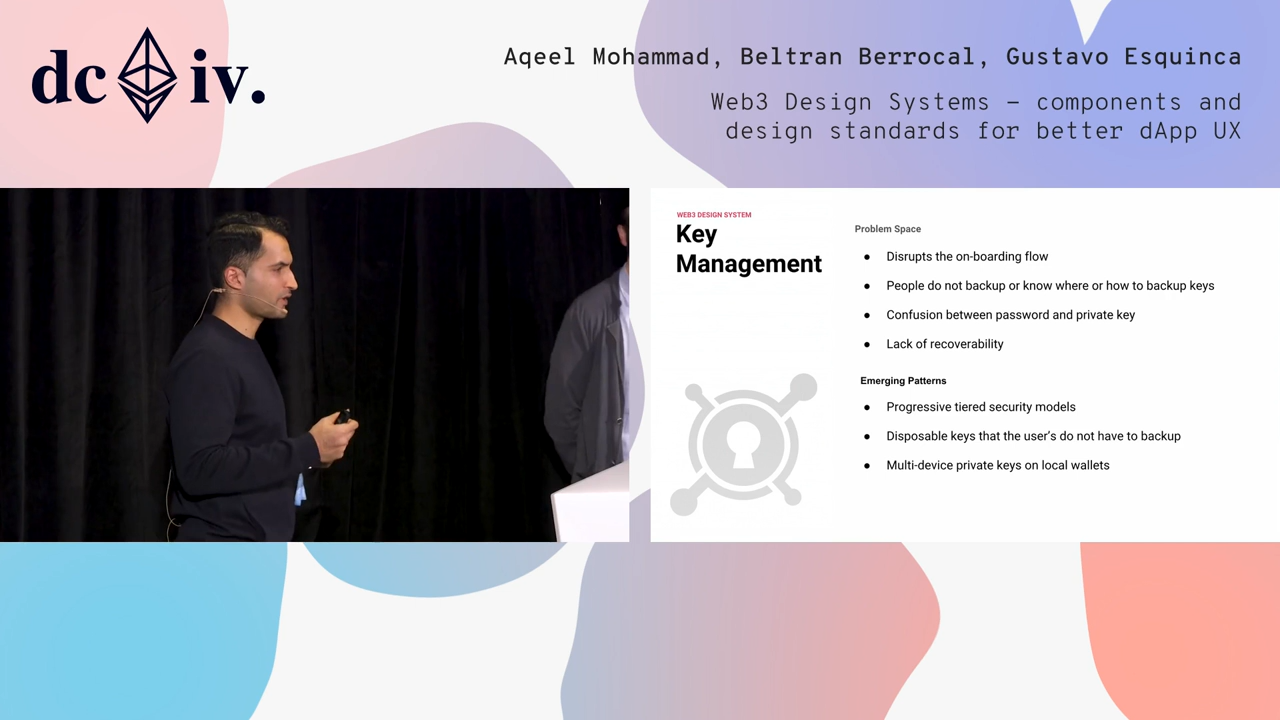 dc iv.
Aqeel Mohammad, Beltran Berrocal, Gustavo Esquinca
Web3 Design Systems – components and
design standards for better dApp UX
WEB3 DESIGN SYSTEM
Key
Management
Problem Space
● Disrupts the on-boarding flow
● People do not backup or know where or how to backup keys
● Confusion between password and private key
● Lack of recoverability
Emerging Patterns
● Progressive tiered security models
● Disposable keys that the user's do not have to backup
● Multi-device private keys on local wallets